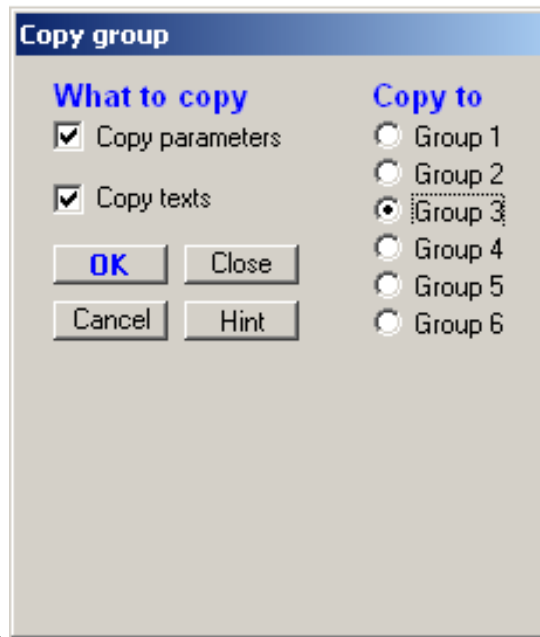 Copy group
What to copy
Copy parameters
Copy texts
OK
Close
Cancel
Hint
Copy to
Group 1
Group 2
Group 3
Group 4
Group 5
Group 6